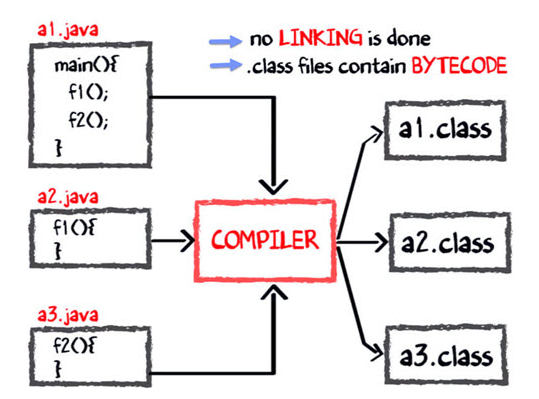 a1.java
main(){
f1();
f2();
}
no LINKING is done
.class files contain BYTECODE
a2.java
f1(){
}
a3.java
f2(){
}
COMPILER
a1.class
a2.class
a3.class